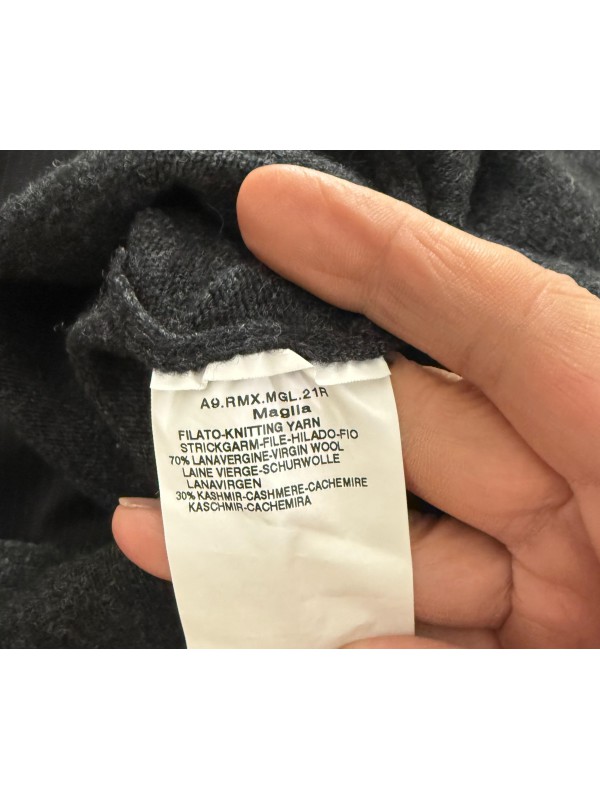 A9.RMX.MGL.21R
Maglia
FILATO-KNITTING YARN
STRICKGARM-FILE-HILADO-FIO
70% LANAVERGINE-VIRGIN WOOL
LAINE VIERGE-SCHURWOLLE
LANAVIRGEN
30% KASHMIR-CASHMERE-CACHEMIRE
KASCHMIR-CACHEMIRA